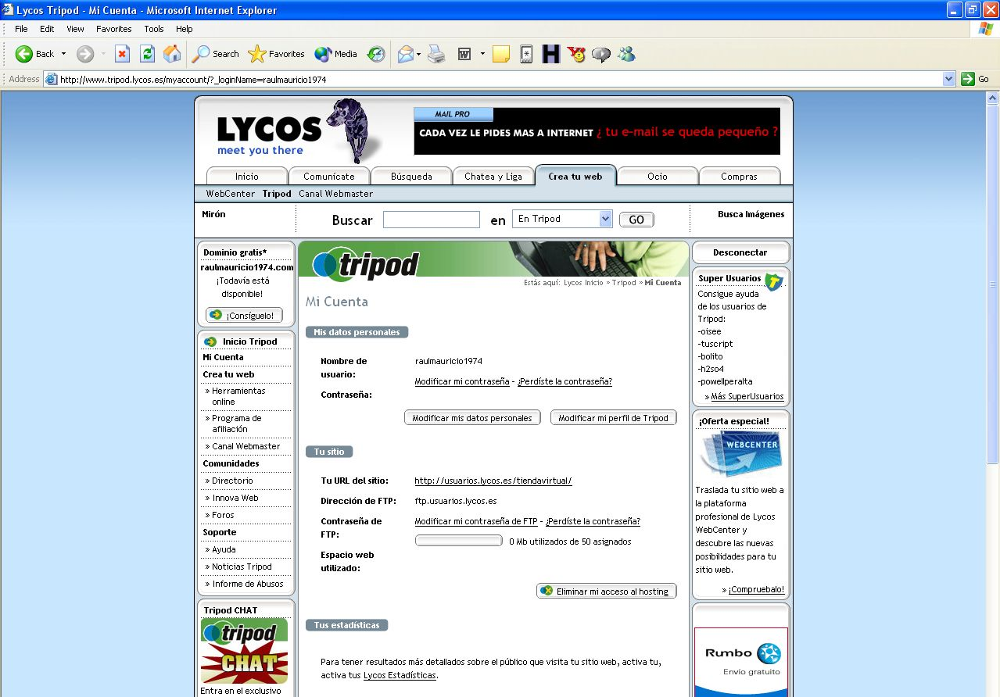 Lycos Tripod - Mi Cuenta - Microsoft Internet Explorer
File Edit View Favorites Tools Help
Back Search Favorites Media
Address http://www.tripod.lycos.es/myaccount/?_loginName=raulmauricio1974 Go
LYCOS
meet you there
MAIL PRO
CADA VEZ LE PIDES MAS A INTERNET ¿ tu e-mail se queda pequeño ?
Inicio Comunícate Búsqueda Chatea y Liga Crea tu web Ocio Compras
WebCenter Tripod Canal Webmaster
Mirón
Buscar en En Tripod GO
Busca Imágenes
Dominio gratis*
raulmauricio1974.com
¡Todavía está
disponible!
¡Consíguelo!
Inicio Tripod
Mi Cuenta
Crea tu web
» Herramientas
online
» Programa de
afiliación
» Canal Webmaster
Comunidades
» Directorio
» Innova Web
» Foros
Soporte
» Ayuda
» Noticias Tripod
» Informe de Abusos
Tripod CHAT
tripod
CHAT
Entra en el exclusivo
tripod
Estás aquí: Lycos Inicio » Tripod » Mi Cuenta
Mi Cuenta
Mis datos personales
Nombre de
usuario:
raulmauricio1974
Modificar mi contraseña - ¿Perdíste la contraseña?
Contraseña:
Modificar mis datos personales Modificar mi perfil de Tripod
Tu sitio
Tu URL del sitio: http://usuarios.lycos.es/tiendavirtual/
Dirección de FTP: ftp.usuarios.lycos.es
Contraseña de
FTP:
Modificar mi contraseña de FTP - ¿Perdíste la contraseña?
0 Mb utilizados de 50 asignados
Espacio web
utilizado:
Eliminar mi acceso al hosting
Tus estadísticas
Para tener resultados más detallados sobre el público que visita tu sitio web, activa tu,
activa tus Lycos Estadísticas.
Desconectar
Super Usuarios
Consigue ayuda
de los usuarios de
Tripod:
-oisee
-tuscript
-bolito
-h2so4
-powellperalta
» Más SuperUsuarios
¡Oferta especial!
WEBCENTER
Traslada tu sitio web a
la plataforma
profesional de Lycos
WebCenter y
descubre las nuevas
posibilidades para tu
sitio web.
» ¡Compruebalo!
Rumbo
Envío gratuito